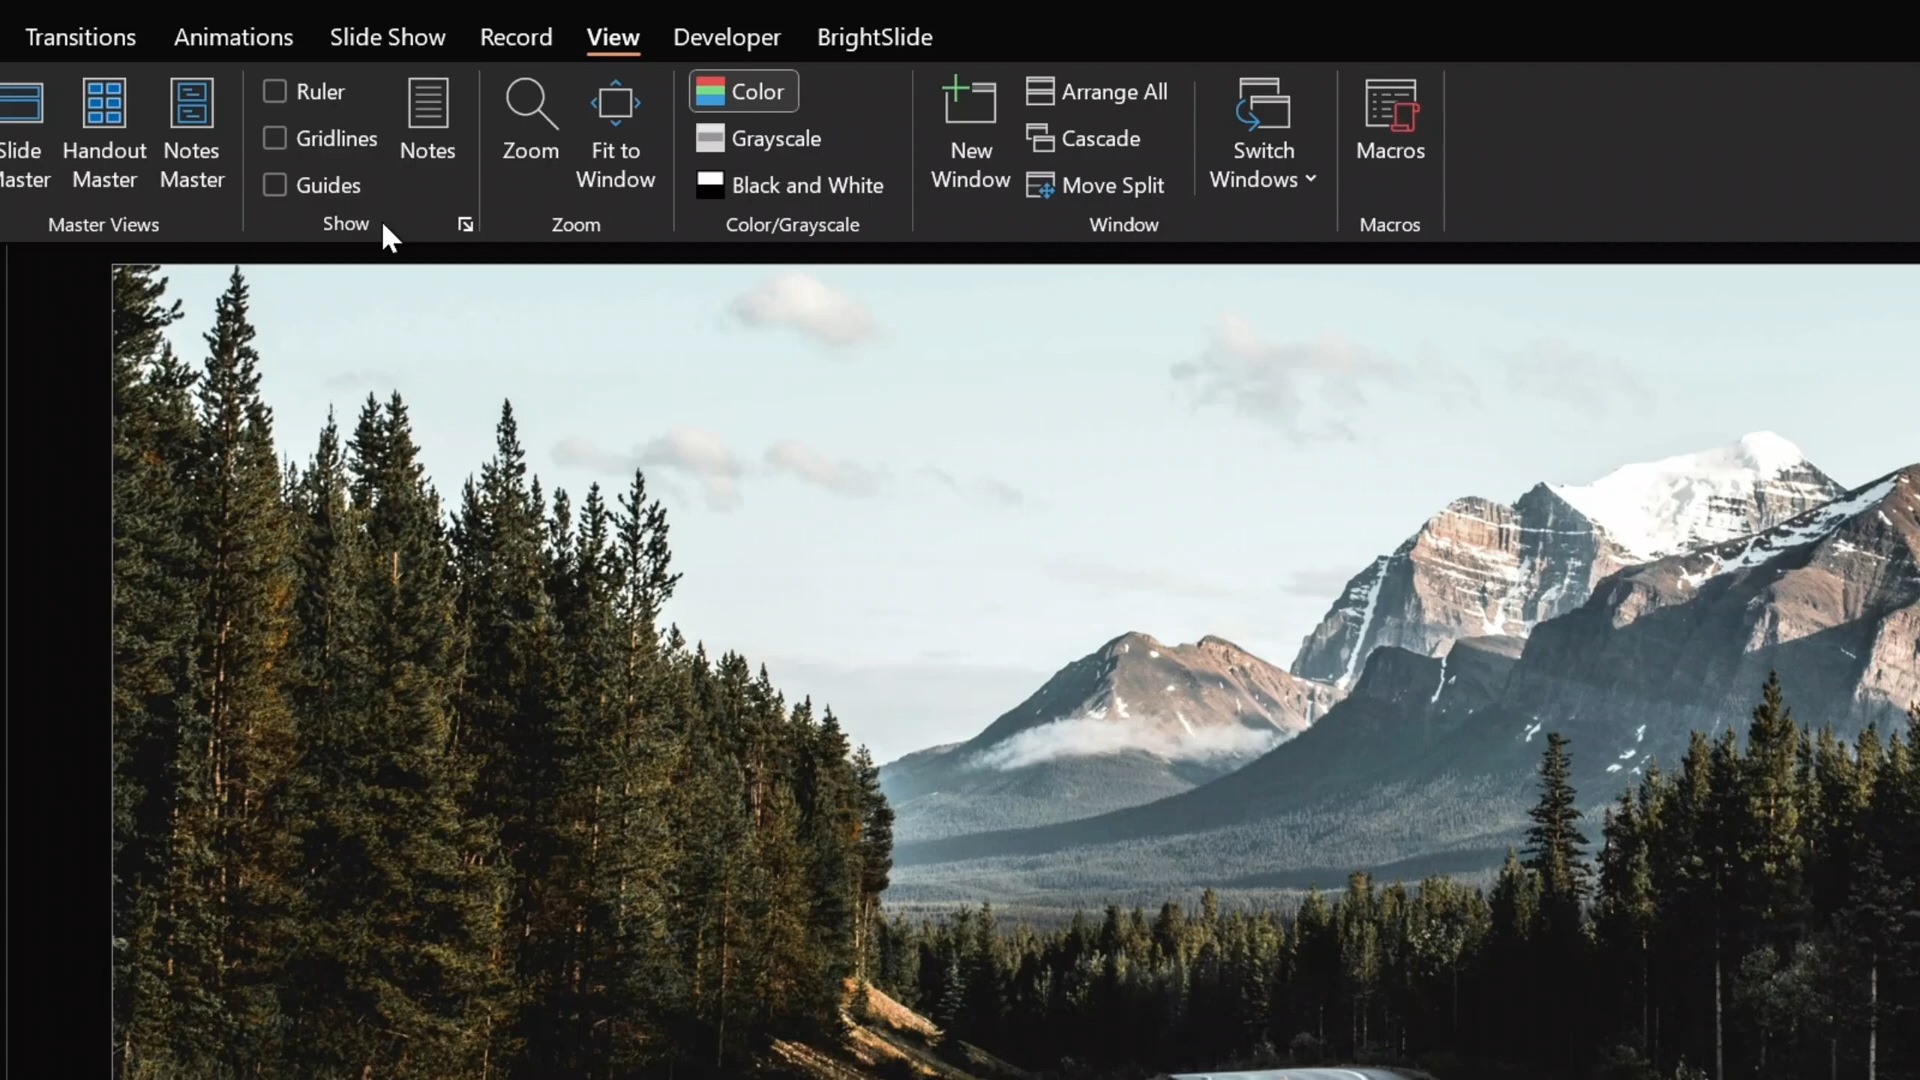 Transitions Animations Slide Show Record View Developer BrightSlide
Slide Master
Handout Master
Notes Master
Master Views
Ruler
Gridlines
Guides
Notes
Show
Zoom
Fit to Window
Zoom
Color
Grayscale
Black and White
Color/Grayscale
New Window
Arrange All
Cascade
Move Split
Switch Windows
Window
Macros
Macros